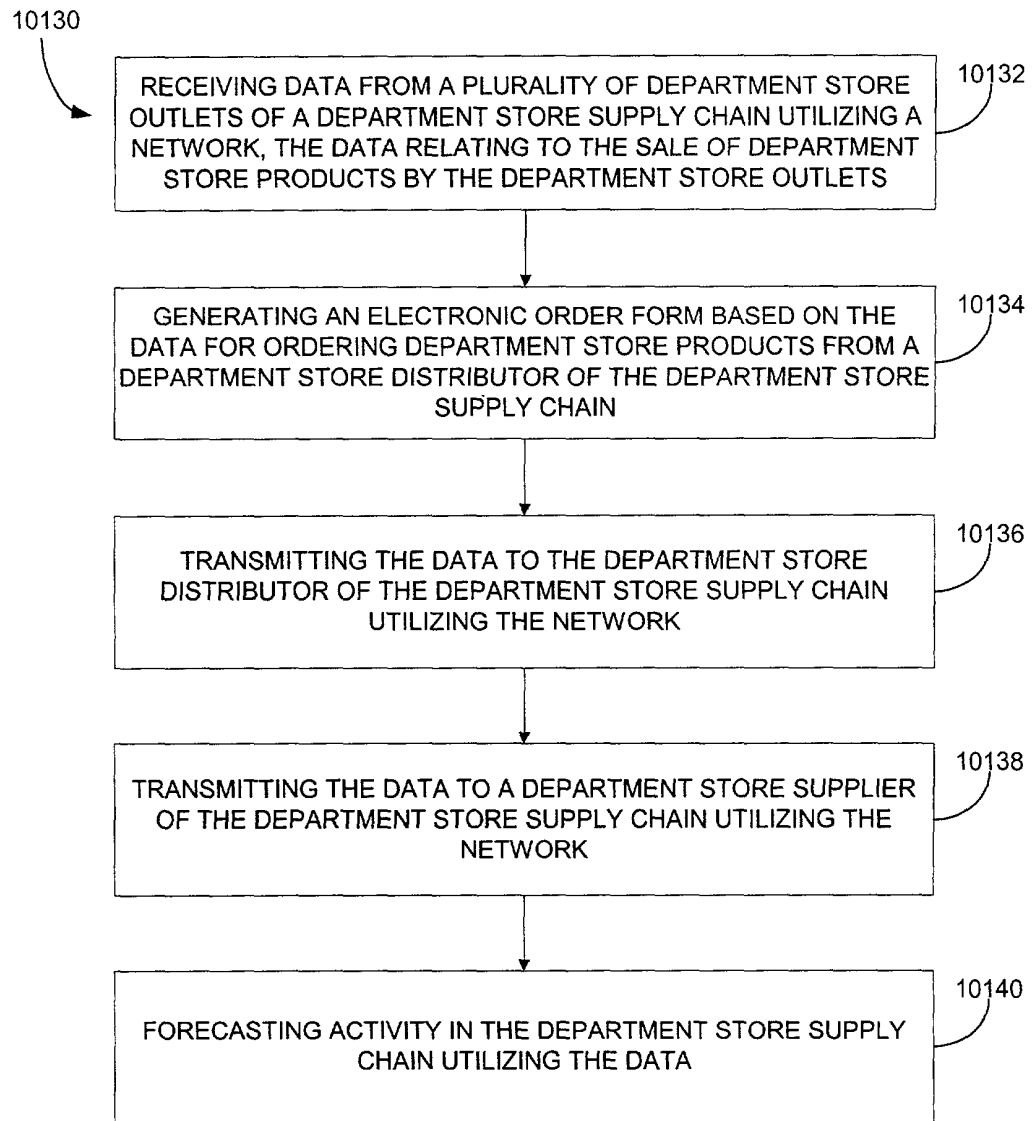 10130
10132
RECEIVING DATA FROM A PLURALITY OF DEPARTMENT STORE
OUTLETS OF A DEPARTMENT STORE SUPPLY CHAIN UTILIZING A
NETWORK, THE DATA RELATING TO THE SALE OF DEPARTMENT
STORE PRODUCTS BY THE DEPARTMENT STORE OUTLETS
10134
GENERATING AN ELECTRONIC ORDER FORM BASED ON THE
DATA FOR ORDERING DEPARTMENT STORE PRODUCTS FROM A
DEPARTMENT STORE DISTRIBUTOR OF THE DEPARTMENT STORE
SUPPLY CHAIN
10136
TRANSMITTING THE DATA TO THE DEPARTMENT STORE
DISTRIBUTOR OF THE DEPARTMENT STORE SUPPLY CHAIN
UTILIZING THE NETWORK
10138
TRANSMITTING THE DATA TO A DEPARTMENT STORE SUPPLIER
OF THE DEPARTMENT STORE SUPPLY CHAIN UTILIZING THE
NETWORK
10140
FORECASTING ACTIVITY IN THE DEPARTMENT STORE SUPPLY
CHAIN UTILIZING THE DATA